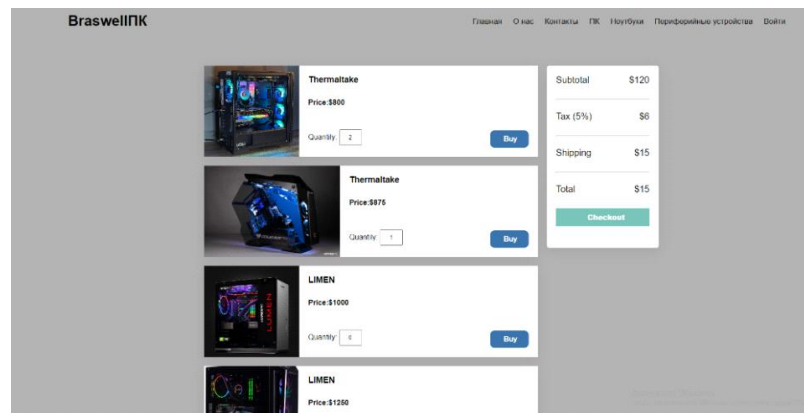 BraswellПК
Главная О нас Контакты ПК Ноутбуки Периферийные устройства Войти
Thermaltake
Price:$800
Quantity: 2
Buy
Thermaltake
Price:$875
Quantity: 1
Buy
LIMEN
Price:$1000
Quantity: 6
Buy
LIMEN
Price:$1250
Subtotal $120
Tax (5%) $6
Shipping $15
Total $15
Checkout